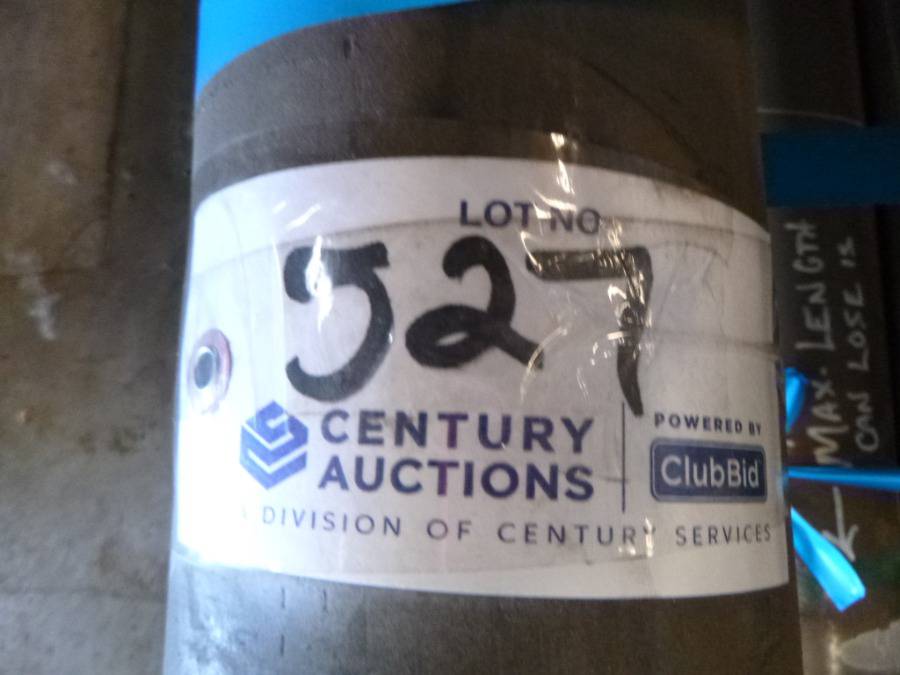 LOT NO.
527
CENTURY
AUCTIONS
POWERED BY
ClubBid
A DIVISION OF CENTURY SERVICES
MAX. LENGTH
CAN LOSE IS